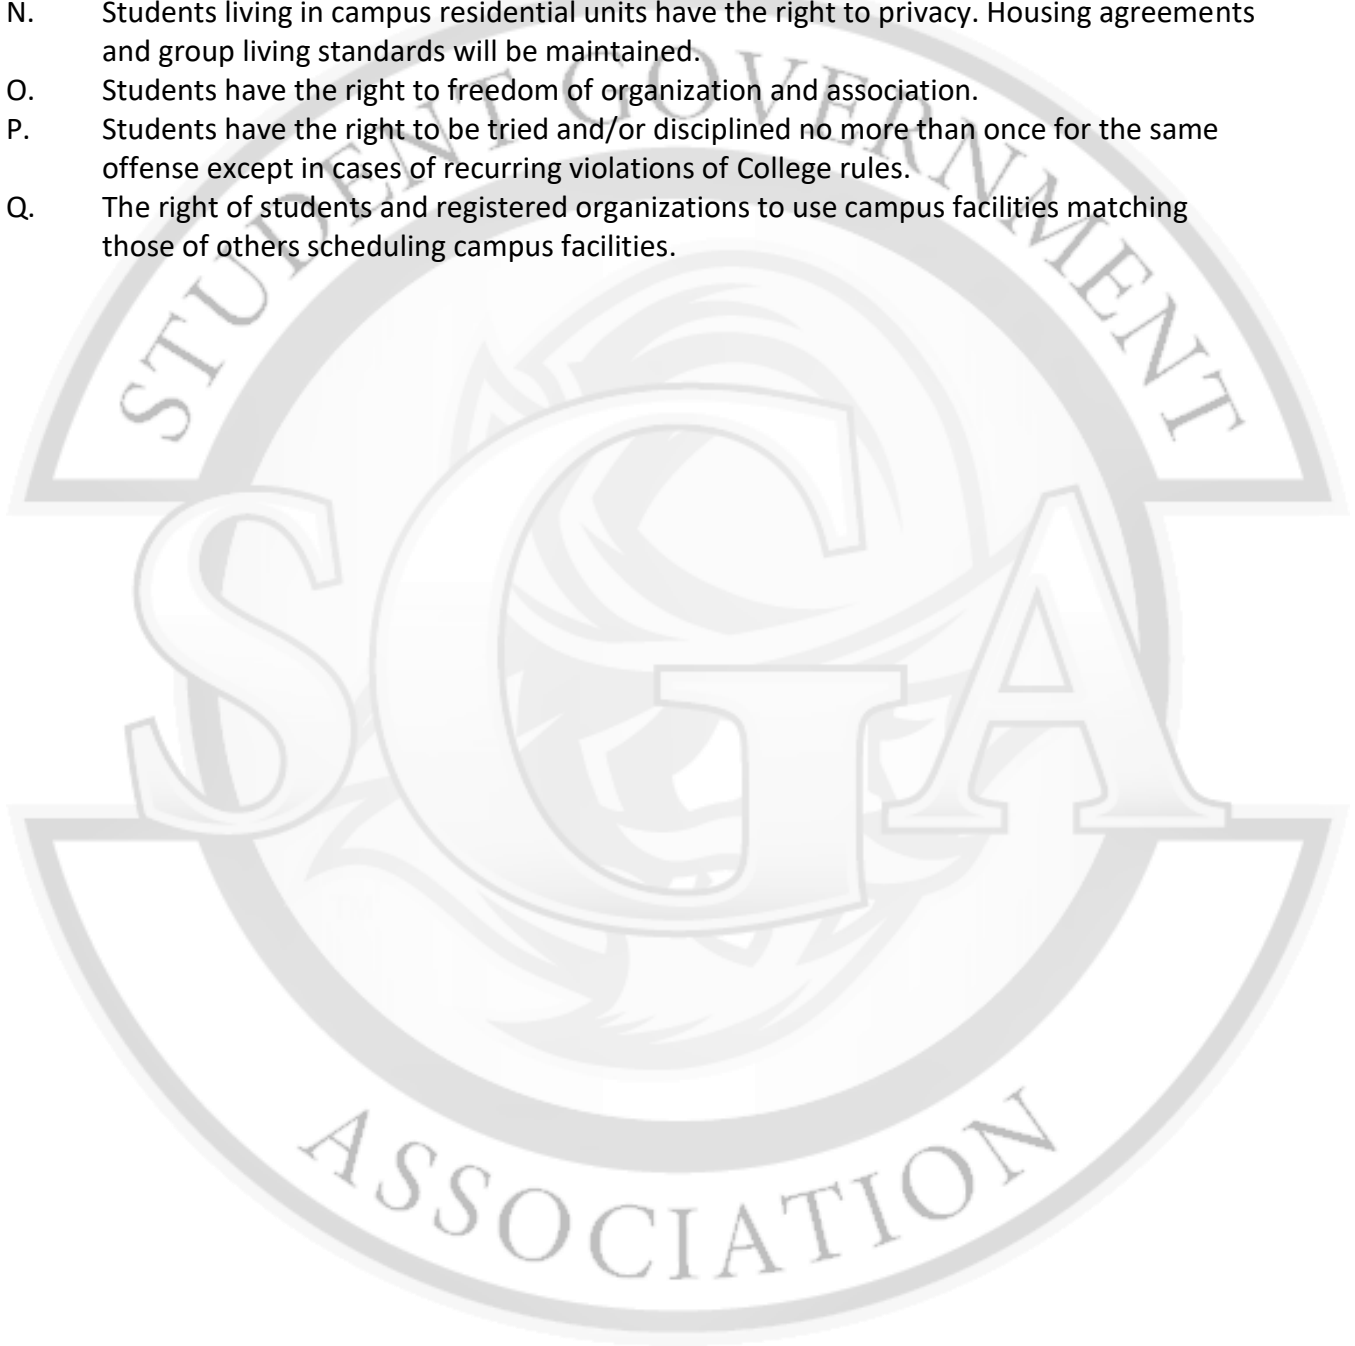 N. Students living in campus residential units have the right to privacy. Housing agreements
and group living standards will be maintained.
O. Students have the right to freedom of organization and association.
P. Students have the right to be tried and/or disciplined no more than once for the same
offense except in cases of recurring violations of College rules.
Q. The right of students and registered organizations to use campus facilities matching
those of others scheduling campus facilities.
STUDENT GOVERNMENT
SGA
ASSOCIATION